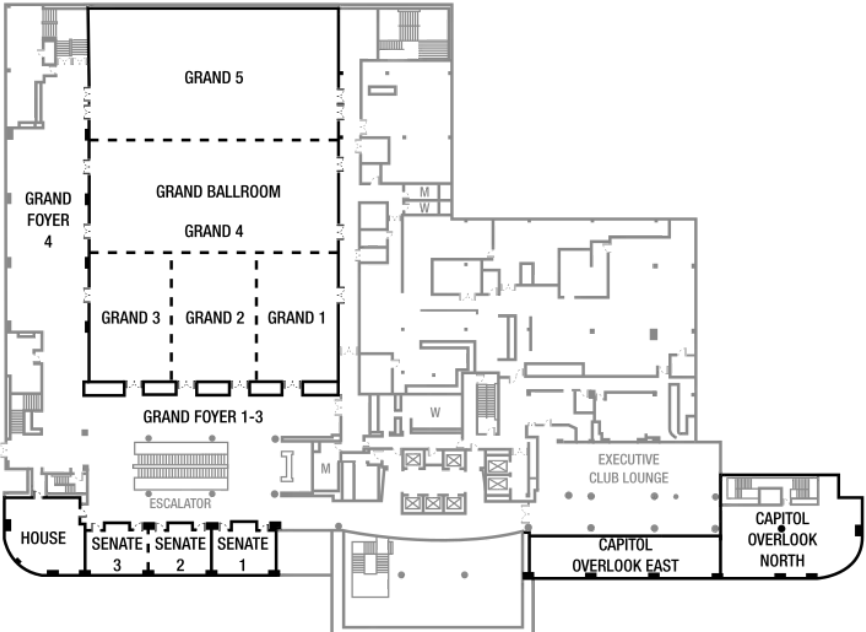 GRAND 5
GRAND BALLROOM
GRAND 4
GRAND
FOYER
4
M
W
GRAND 3
GRAND 2
GRAND 1
GRAND FOYER 1-3
W
M
ESCALATOR
EXECUTIVE
CLUB LOUNGE
HOUSE
SENATE
3
SENATE
2
SENATE
1
CAPITOL
OVERLOOK EAST
CAPITOL
OVERLOOK
NORTH